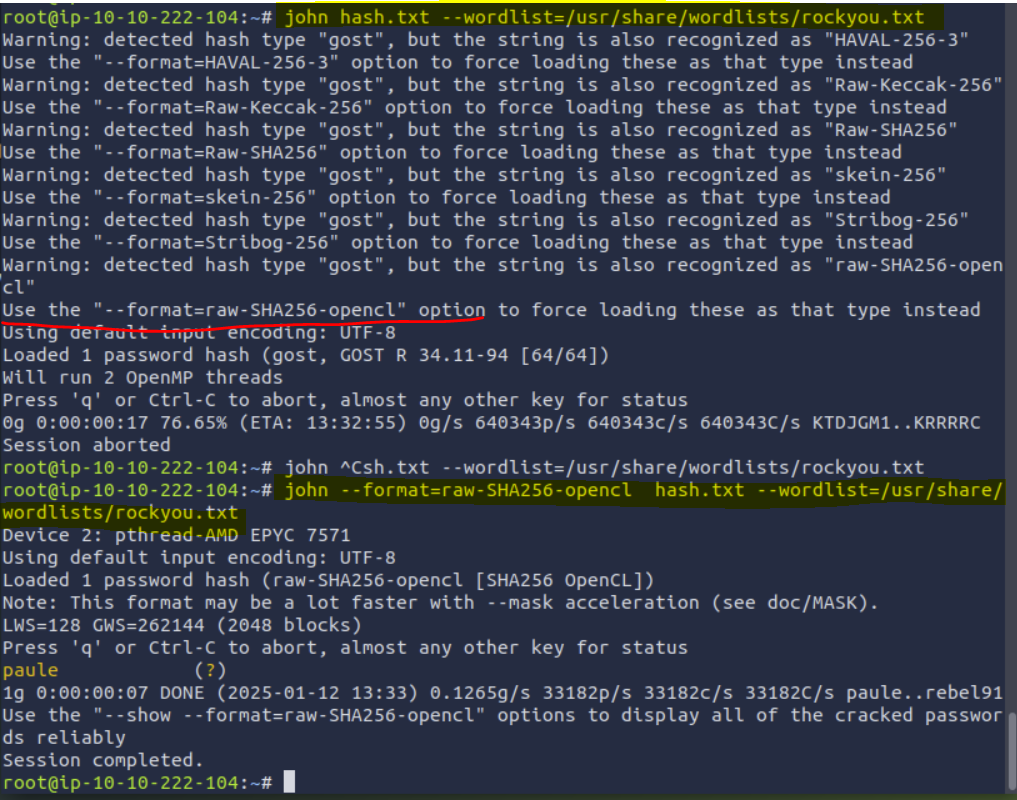 root@ip-10-10-222-104:~# john hash.txt --wordlist=/usr/share/wordlists/rockyou.txt
Warning: detected hash type "gost", but the string is also recognized as "HAVAL-256-3"
Use the "--format=HAVAL-256-3" option to force loading these as that type instead
Warning: detected hash type "gost", but the string is also recognized as "Raw-Keccak-256"
Use the "--format=Raw-Keccak-256" option to force loading these as that type instead
Warning: detected hash type "gost", but the string is also recognized as "Raw-SHA256"
Use the "--format=Raw-SHA256" option to force loading these as that type instead
Warning: detected hash type "gost", but the string is also recognized as "skein-256"
Use the "--format=skein-256" option to force loading these as that type instead
Warning: detected hash type "gost", but the string is also recognized as "Stribog-256"
Use the "--format=Stribog-256" option to force loading these as that type instead
Warning: detected hash type "gost", but the string is also recognized as "raw-SHA256-open
cl"
Use the "--format=raw-SHA256-opencl" option to force loading these as that type instead
Using default input encoding: UTF-8
Loaded 1 password hash (gost, GOST R 34.11-94 [64/64])
Will run 2 OpenMP threads
Press 'q' or Ctrl-C to abort, almost any other key for status
0g 0:00:00:17 76.65% (ETA: 13:32:55) 0g/s 640343p/s 640343c/s 640343C/s KTDJGM1..KRRRRC
Session aborted
root@ip-10-10-222-104:~# john ^Csh.txt --wordlist=/usr/share/wordlists/rockyou.txt
root@ip-10-10-222-104:~# john --format=raw-SHA256-opencl  hash.txt --wordlist=/usr/share/
wordlists/rockyou.txt
Device 2: pthread-AMD EPYC 7571
Using default input encoding: UTF-8
Loaded 1 password hash (raw-SHA256-opencl [SHA256 OpenCL])
Note: This format may be a lot faster with --mask acceleration (see doc/MASK).
LWS=128 GWS=262144 (2048 blocks)
Press 'q' or Ctrl-C to abort, almost any other key for status
paule            (?)
1g 0:00:00:07 DONE (2025-01-12 13:33) 0.1265g/s 33182p/s 33182c/s 33182C/s paule..rebel91
Use the "--show --format=raw-SHA256-opencl" options to display all of the cracked passwor
ds reliably
Session completed.
root@ip-10-10-222-104:~#